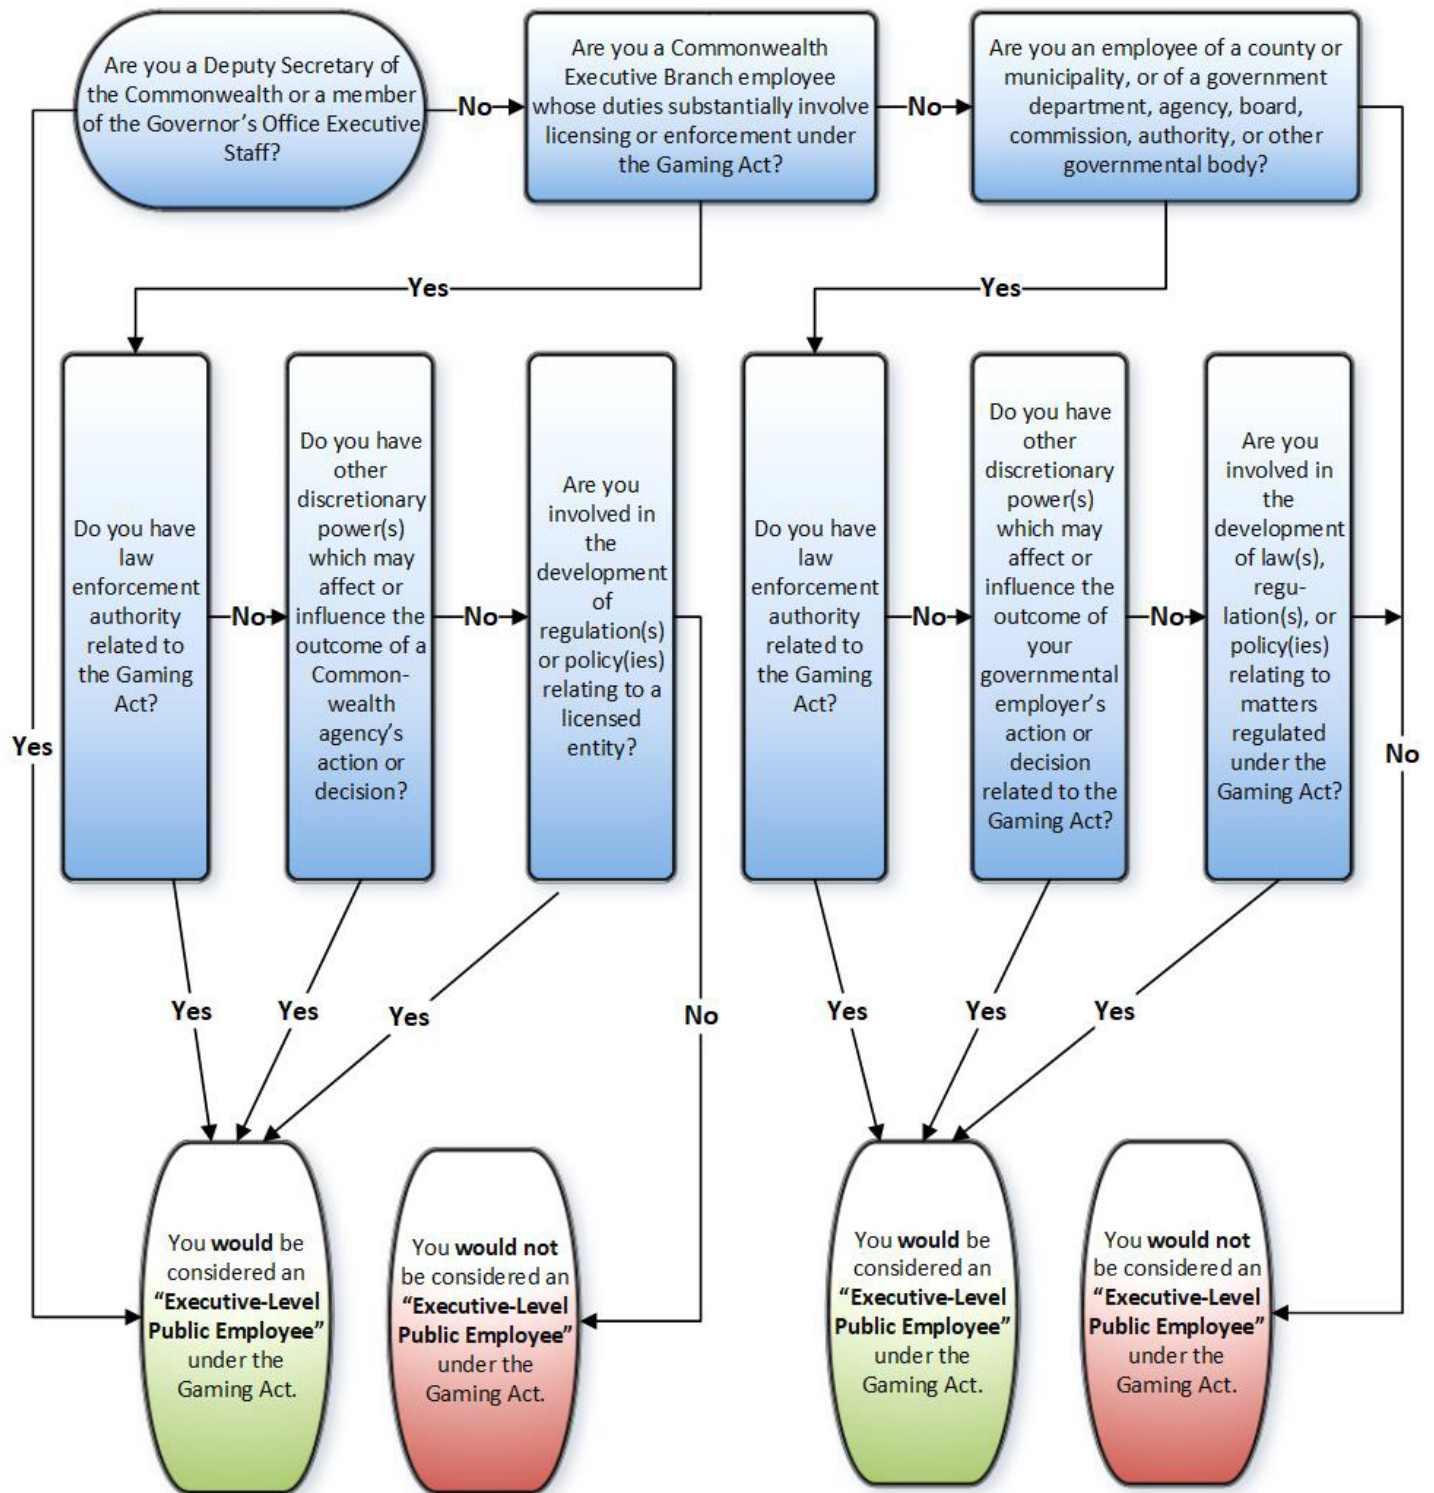 Are you a Deputy Secretary of
the Commonwealth or a member
of the Governor's Office Executive
Staff?
No
Are you a Commonwealth
Executive Branch employee
whose duties substantially involve
licensing or enforcement under
the Gaming Act?
No
Are you an employee of a county or
municipality, or of a government
department, agency, board,
commission, authority, or other
governmental body?
Yes
Yes
Do you have
law
enforcement
authority
related to
the Gaming
Act?
No
Do you have
other
discretionary
power(s)
which may
affect or
influence the
outcome of a
Common-
wealth
agency's
action or
decision?
No
Are you
involved in
the
development
of
regulation(s)
or policy(ies)
relating to a
licensed
entity?
Do you have
law
enforcement
authority
related to
the Gaming
Act?
No
Do you have
other
discretionary
power(s)
which may
affect or
influence the
outcome of
your
governmental
employer's
action or
decision
related to the
Gaming Act?
No
Are you
involved in
the
development
of law(s),
regu-
lation(s), or
policy(ies)
relating to
matters
regulated
under the
Gaming Act?
Yes
No
Yes
Yes
Yes
No
Yes
Yes
Yes
You would be
considered an
“Executive-Level
Public Employee”
under the
Gaming Act.
You would not
be considered an
“Executive-Level
Public Employee”
under the
Gaming Act.
You would be
considered an
“Executive-Level
Public Employee”
under the
Gaming Act.
You would not
be considered an
“Executive-Level
Public Employee”
under the
Gaming Act.